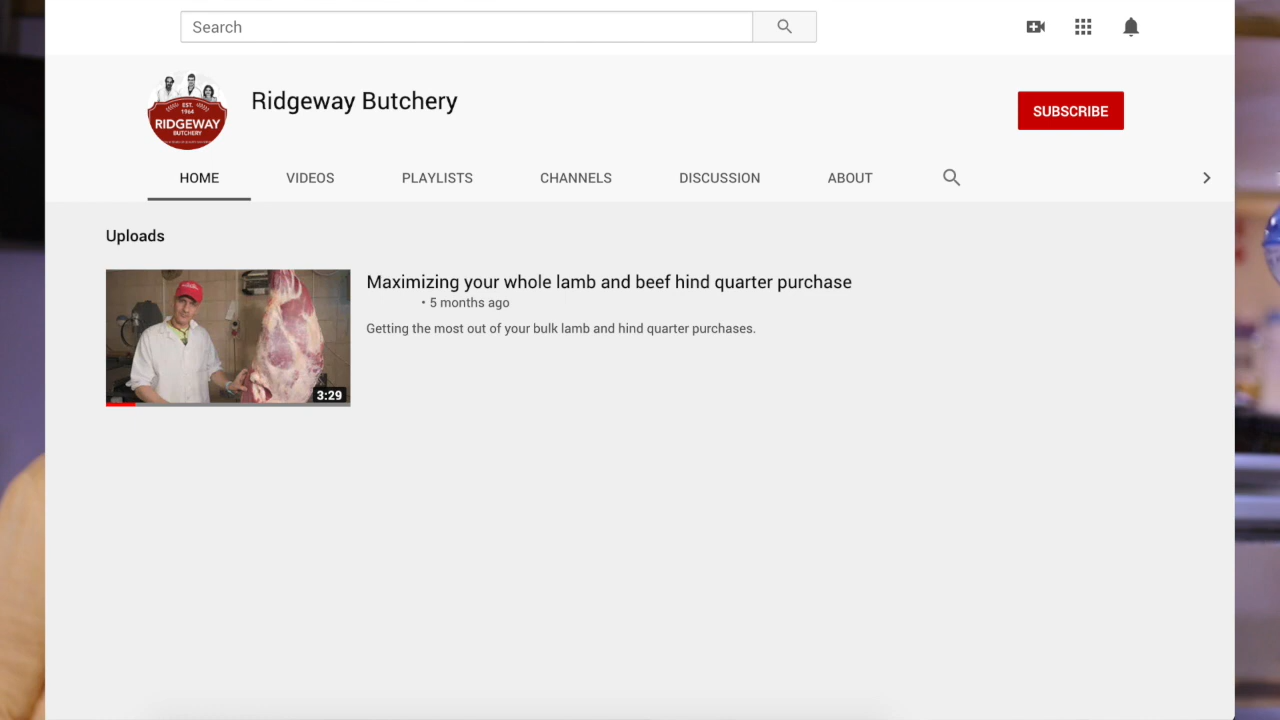 Search
EST.
1964
RIDGEWAY
BUTCHERY
Ridgeway Butchery
SUBSCRIBE
HOME VIDEOS PLAYLISTS CHANNELS DISCUSSION ABOUT
Uploads
3:29
Maximizing your whole lamb and beef hind quarter purchase
• 5 months ago
Getting the most out of your bulk lamb and hind quarter purchases.